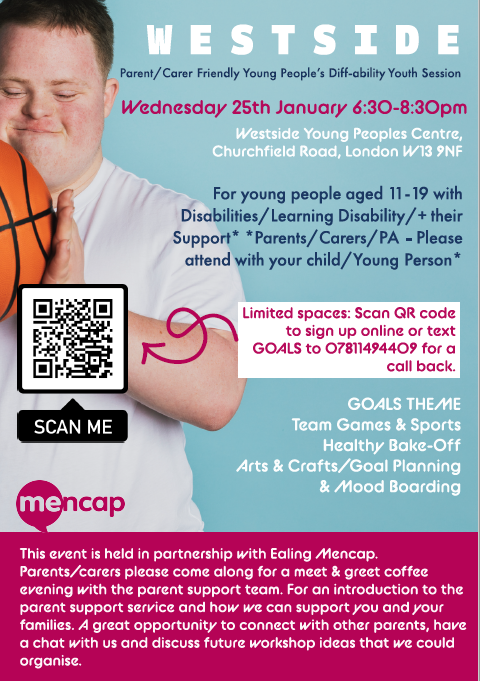 WESTSIDE
Parent/Carer Friendly Young People's Diff-ability Youth Session
Wednesday 25th January 6:30-8:30pm
Westside Young Peoples Centre,
Churchfield Road, London W13 9NF
For young people aged 11-19 with
Disabilities/Learning Disability/+ their
Support* *Parents/Carers/PA - Please
attend with your child/Young Person*
Limited spaces: Scan QR code
to sign up online or text
GOALS to 07811494409 for a
call back.
SCAN ME
GOALS THEME
Team Games & Sports
Healthy Bake-Off
Arts & Crafts/Goal Planning
& Mood Boarding
mencap
This event is held in partnership with Ealing Mencap.
Parents/carers please come along for a meet & greet coffee
evening with the parent support team. For an introduction to the
parent support service and how we can support you and your
families. A great opportunity to connect with other parents, have
a chat with us and discuss future workshop ideas that we could
organise.